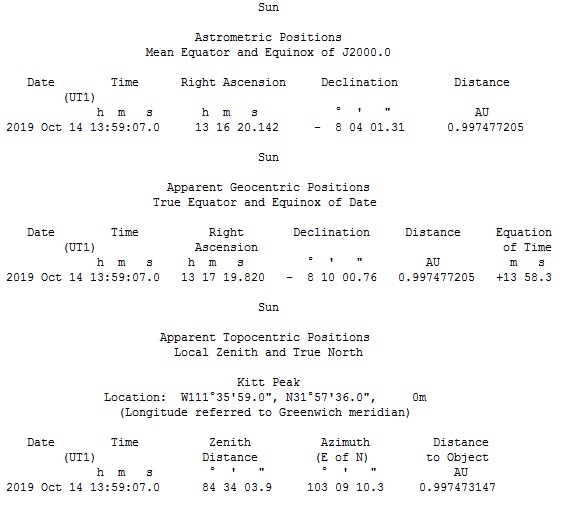 Sun
Astrometric Positions
Mean Equator and Equinox of J2000.0
Date Time Right Ascension Declination Distance
(UT1)
h m s h m s ° ' " AU
2019 Oct 14 13:59:07.0 13 16 20.142 - 8 04 01.31 0.997477205
Sun
Apparent Geocentric Positions
True Equator and Equinox of Date
Date Time Right Declination Distance Equation
(UT1) Ascension of Time
h m s h m s ° ' " AU m s
2019 Oct 14 13:59:07.0 13 17 19.820 - 8 10 00.76 0.997477205 +13 58.3
Sun
Apparent Topocentric Positions
Local Zenith and True North
Kitt Peak
Location: W111°35'59.0", N31°57'36.0", 0m
(Longitude referred to Greenwich meridian)
Date Time Zenith Azimuth Distance
(UT1) Distance (E of N) to Object
h m s ° ' " ° ' " AU
2019 Oct 14 13:59:07.0 84 34 03.9 103 09 10.3 0.997473147